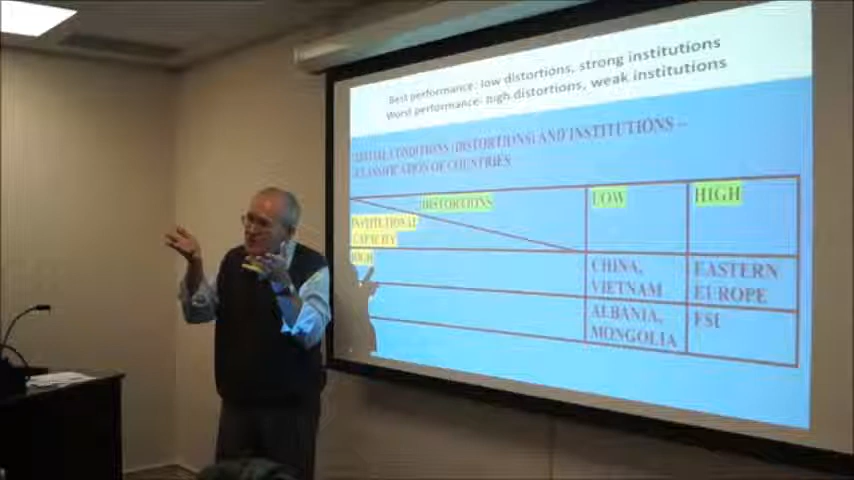 Best performance: low distortions, strong institutions
Worst performance: high distortions, weak institutions
INITIAL CONDITIONS (DISTORTIONS) AND INSTITUTIONS –
CLASSIFICATION OF COUNTRIES
DISTORTIONS
LOW
HIGH
INSTITUTIONAL
CAPACITY
HIGH
CHINA,
VIETNAM
EASTERN
EUROPE
ALBANIA,
MONGOLIA
FSU